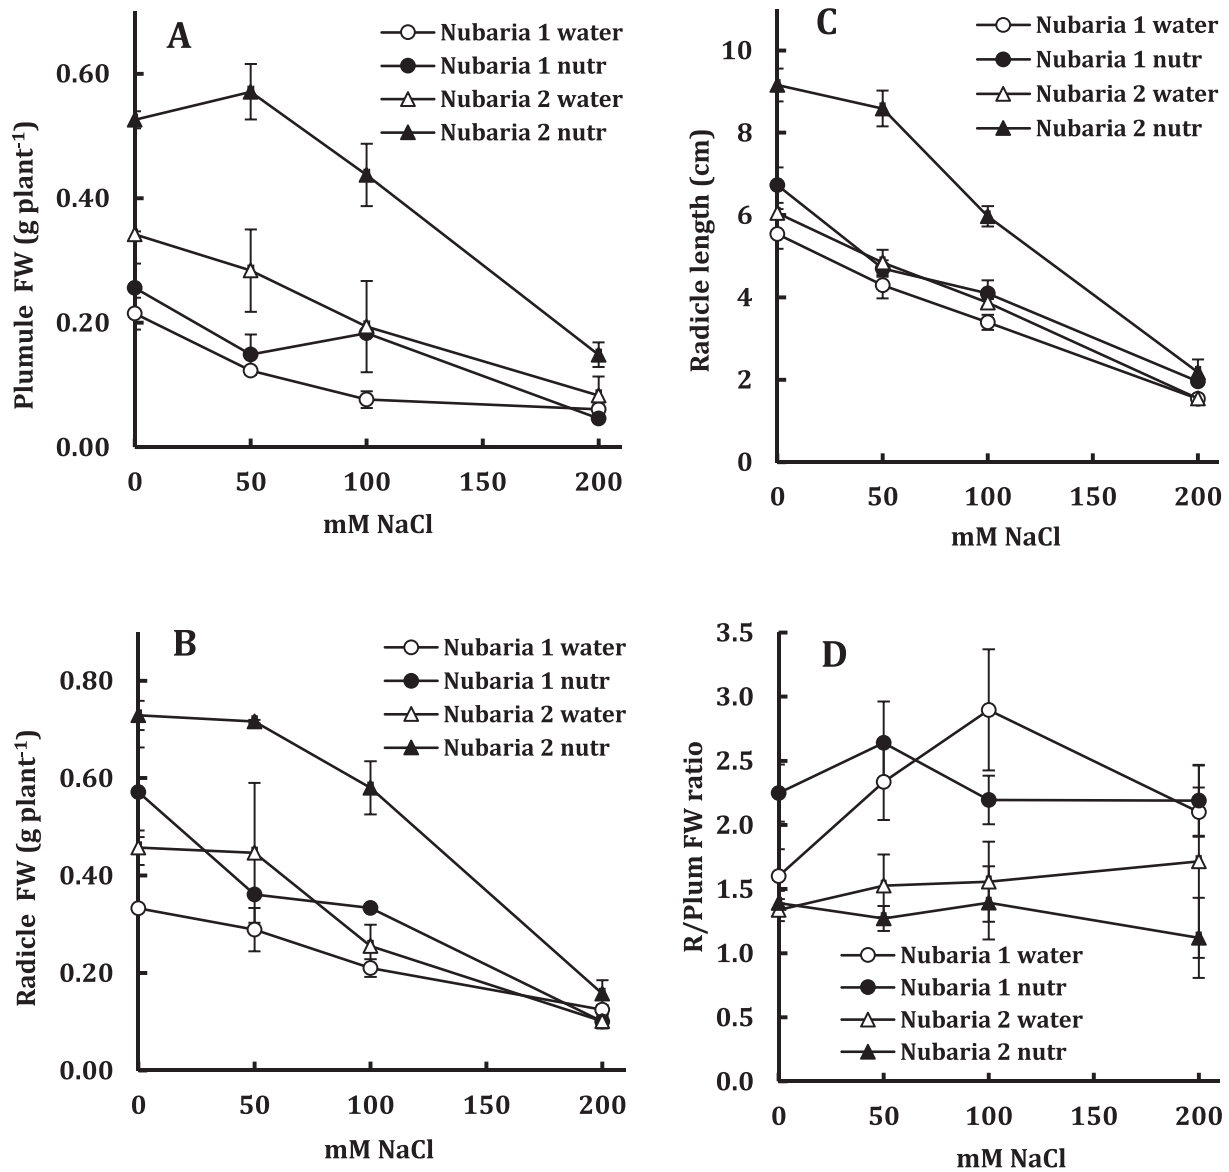 A
Nubaria 1 water
Nubaria 1 nutr
Nubaria 2 water
Nubaria 2 nutr
Plumule FW (g plant⁻¹)
0.60
0.40
0.20
0.00
0 50 100 150 200
mM NaCl
C
Nubaria 1 water
Nubaria 1 nutr
Nubaria 2 water
Nubaria 2 nutr
Radicle length (cm)
10
8
6
4
2
0
0 50 100 150 200
mM NaCl
B
Nubaria 1 water
Nubaria 1 nutr
Nubaria 2 water
Nubaria 2 nutr
Radicle FW (g plant⁻¹)
0.80
0.60
0.40
0.20
0.00
0 50 100 150 200
mM NaCl
D
R/Plum FW ratio
3.5
3.0
2.5
2.0
1.5
1.0
0.5
0.0
Nubaria 1 water
Nubaria 1 nutr
Nubaria 2 water
Nubaria 2 nutr
0 50 100 150 200
mM NaCl